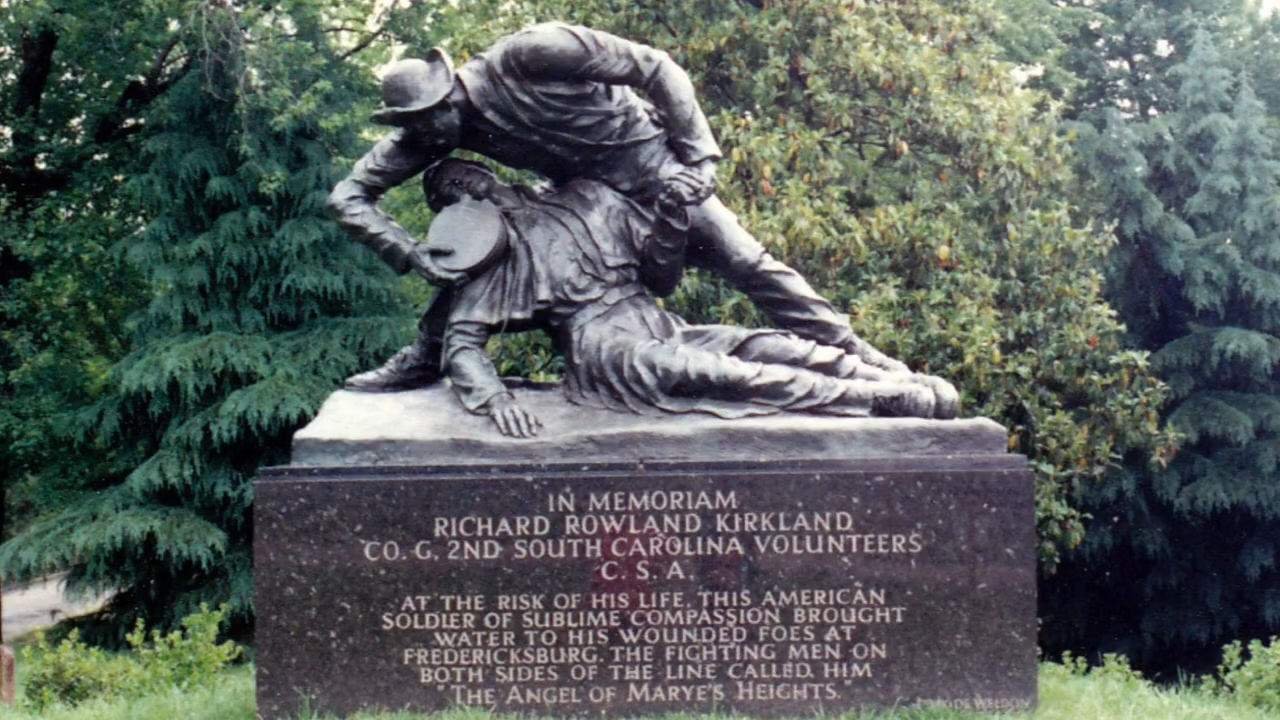 IN MEMORIAM
RICHARD ROWLAND KIRKLAND
CO. G, 2ND SOUTH CAROLINA VOLUNTEERS
C. S. A.
AT THE RISK OF HIS LIFE, THIS AMERICAN
SOLDIER OF SUBLIME COMPASSION BROUGHT
WATER TO HIS WOUNDED FOES AT
FREDERICKSBURG. THE FIGHTING MEN ON
BOTH SIDES OF THE LINE CALLED HIM
"THE ANGEL OF MARYE'S HEIGHTS."
DE WELDON